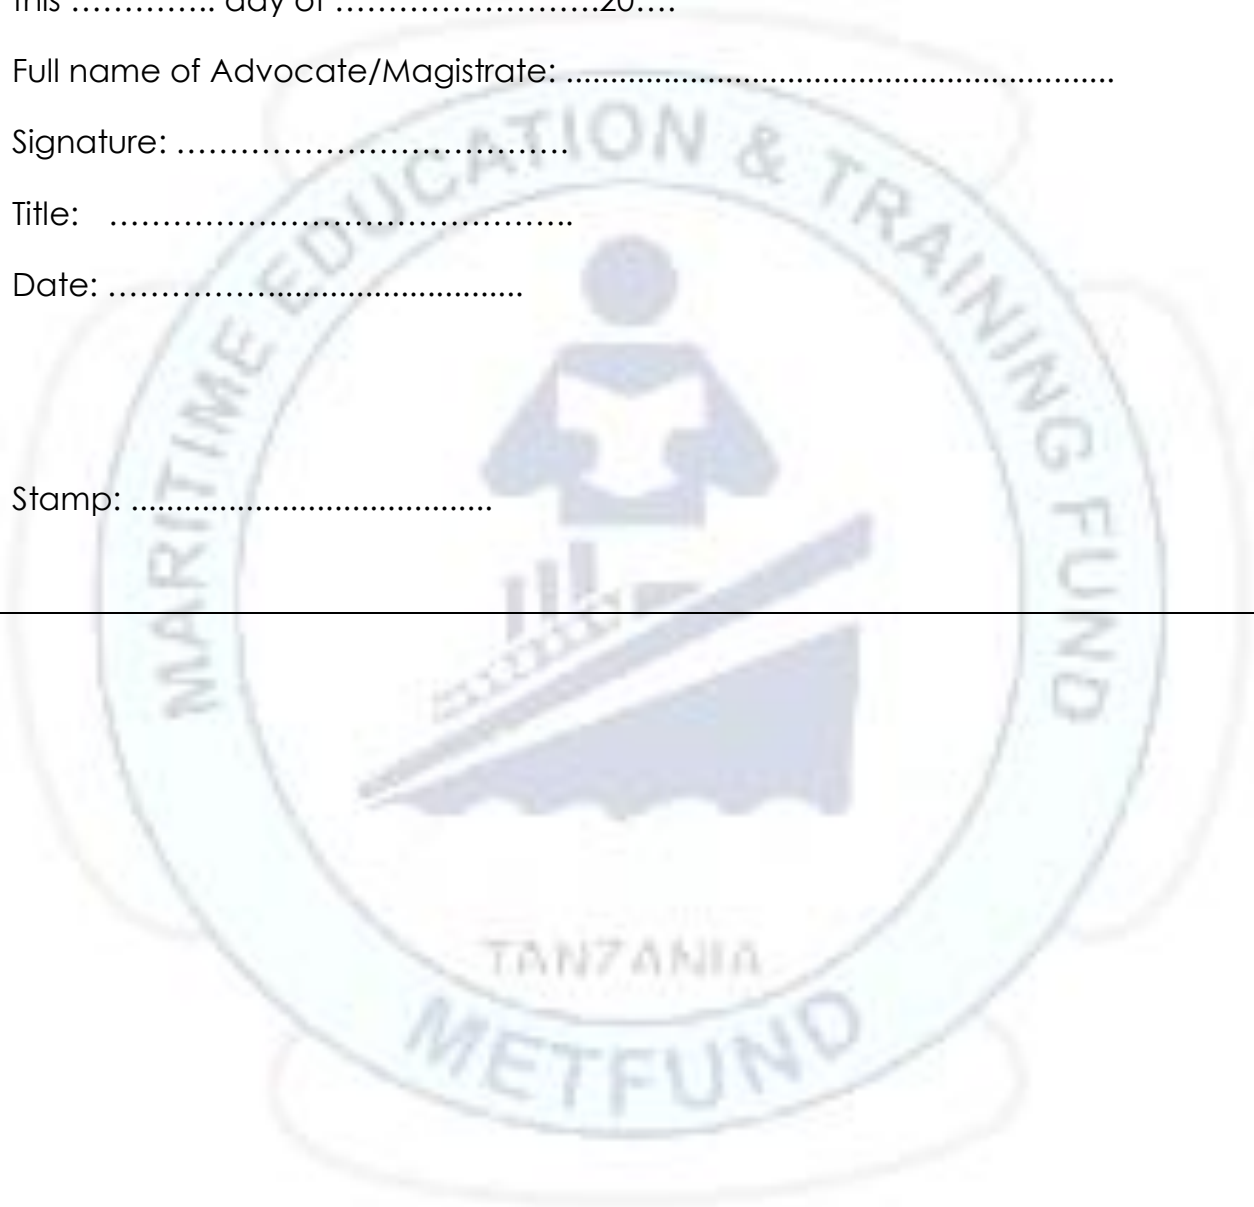 This ………….. day of …………………….20….
Full name of Advocate/Magistrate: ..........................................................................
Signature: ……………………………….
Title: ……………………………………..
Date: ……………..................................
Stamp: ........................................
MARITIME EDUCATION & TRAINING FUND
TANZANIA
METFUND